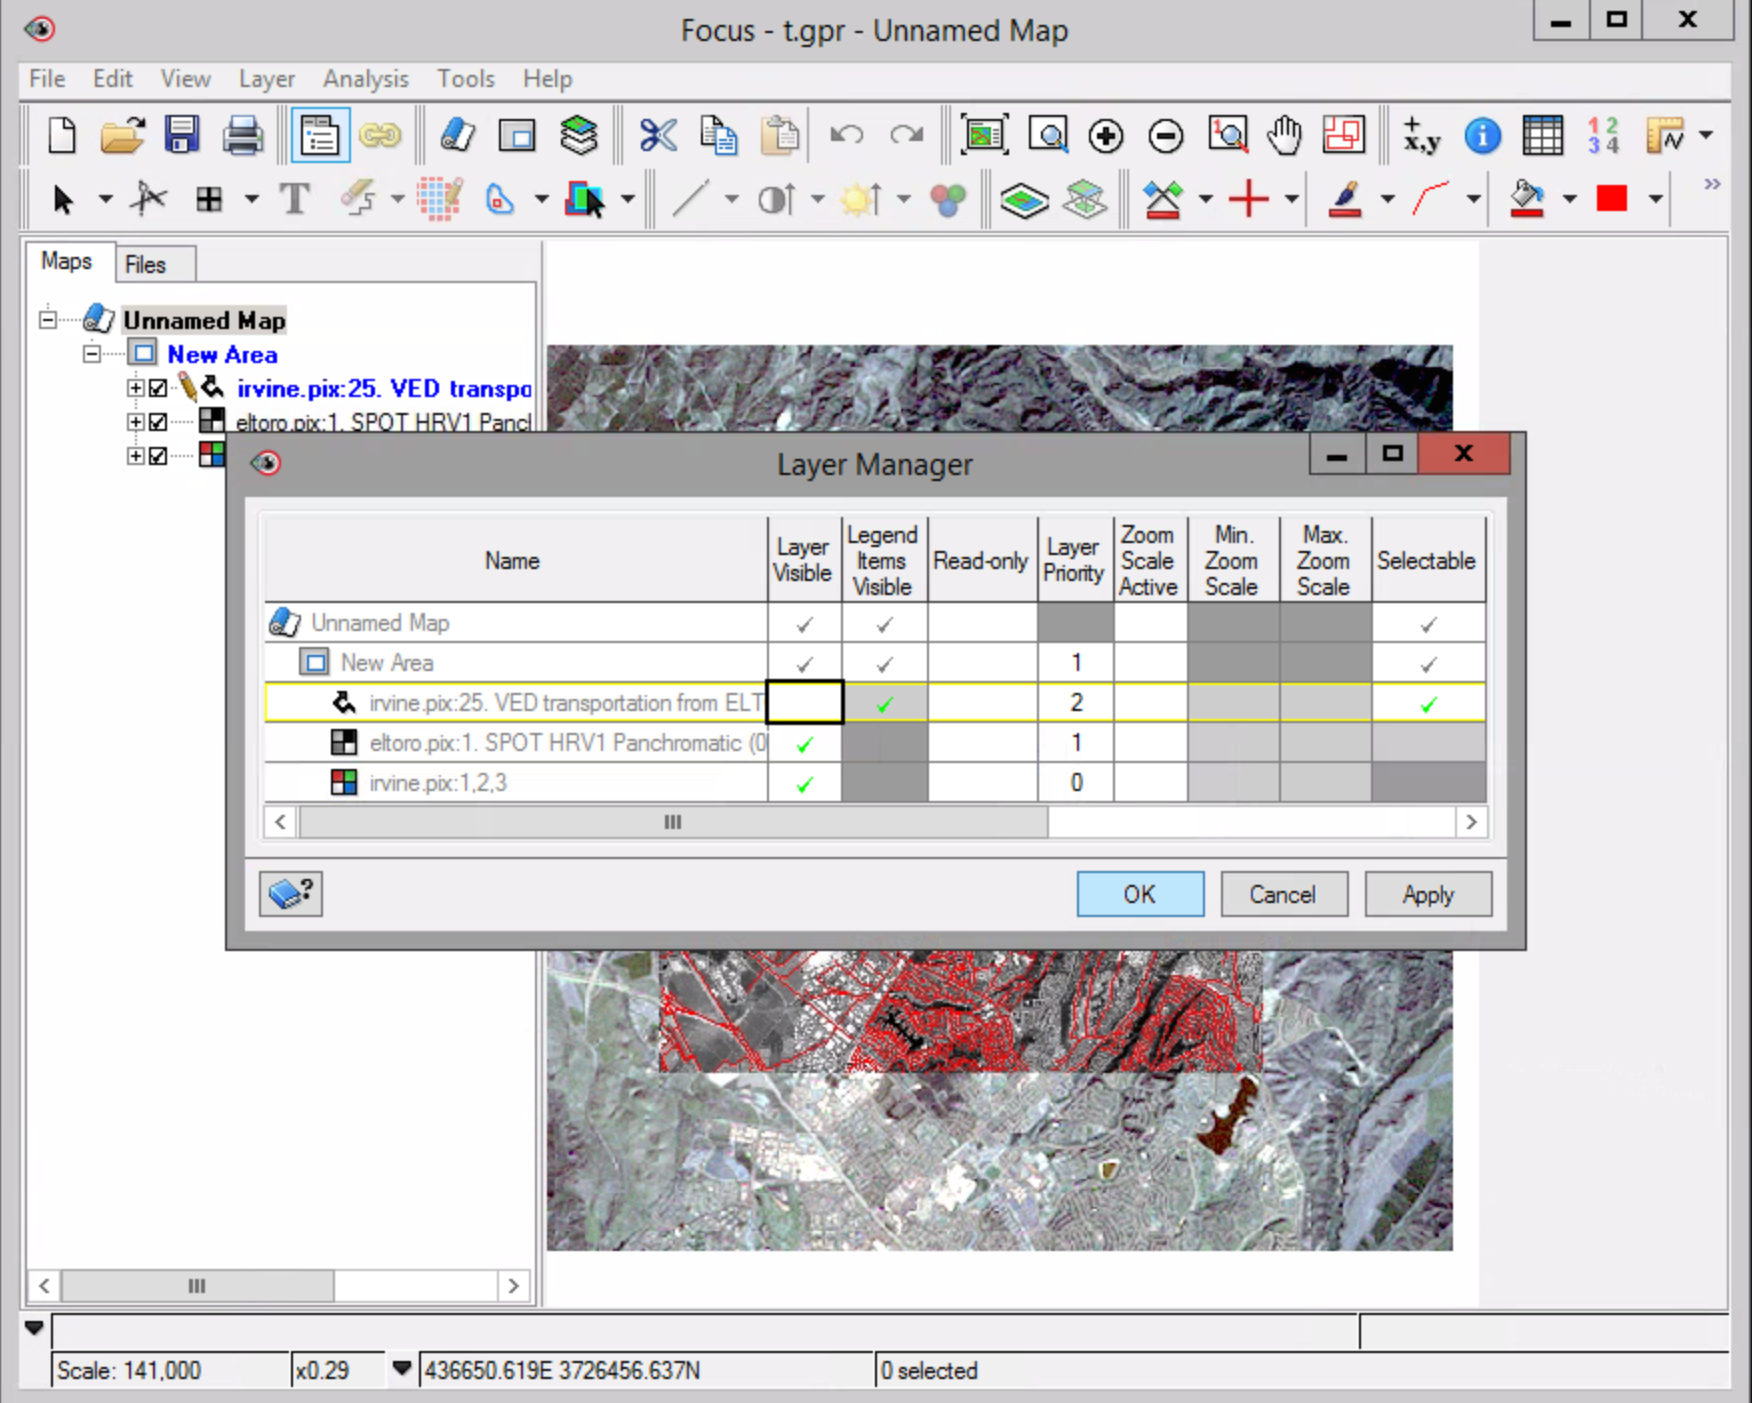 Focus - t.gpr - Unnamed Map
File Edit View Layer Analysis Tools Help
+
x,y
i
1 2
3 4
T
1
»
Maps Files
Unnamed Map
New Area
irvine.pix:25. VED transpo
eltoro.pix:1. SPOT HRV1 Panc
Layer Manager
Name
Layer
Visible
Legend
Items
Visible
Read-only
Layer
Priority
Zoom
Scale
Active
Min.
Zoom
Scale
Max.
Zoom
Scale
Selectable
Unnamed Map
New Area 1
irvine.pix:25. VED transportation from ELT 2
eltoro.pix:1. SPOT HRV1 Panchromatic (0 1
irvine.pix:1,2,3 0
?
OK Cancel Apply
Scale: 141,000 x0.29 436650.619E 3726456.637N 0 selected